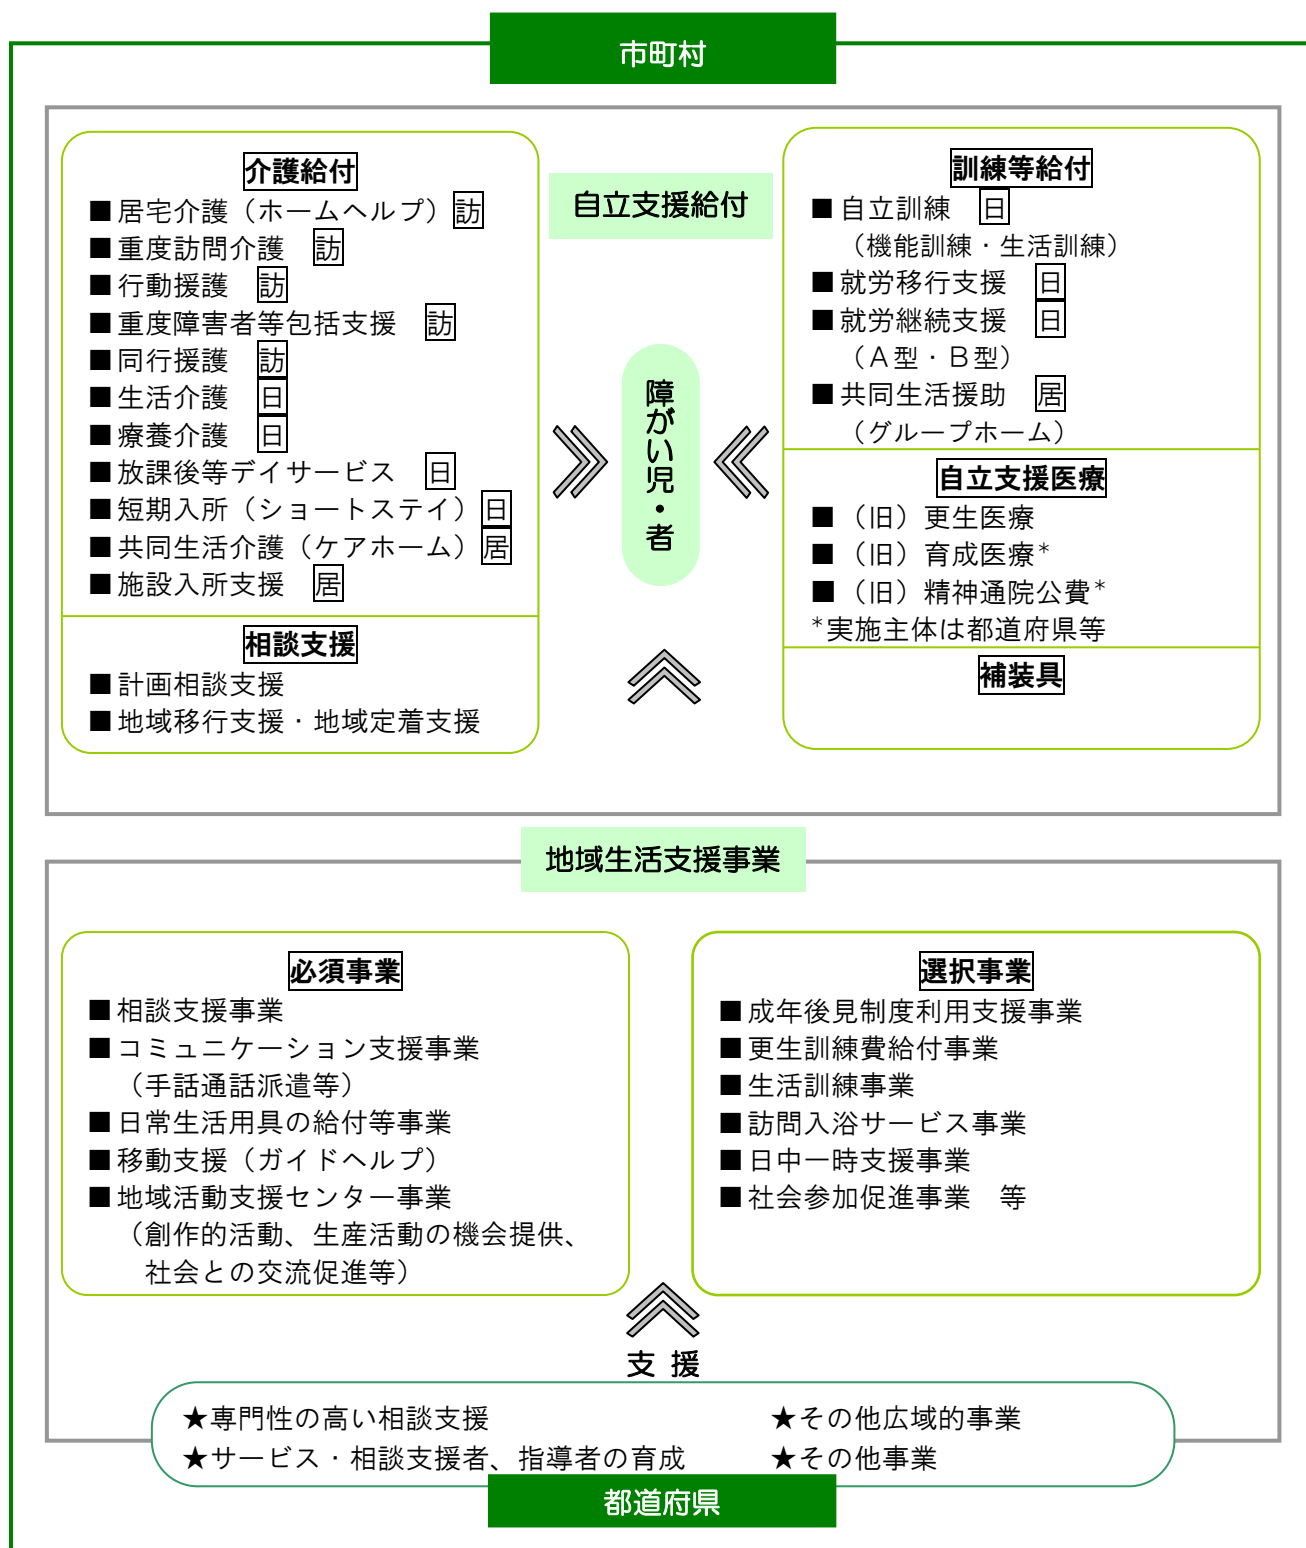 市町村
介護給付
■居宅介護（ホームヘルプ）訪
■重度訪問介護　訪
■行動援護　訪
■重度障害者等包括支援　訪
■同行援護　訪
■生活介護　日
■療養介護　日
■放課後等デイサービス　日
■短期入所（ショートステイ）日
■共同生活介護（ケアホーム）居
■施設入所支援　居
相談支援
■計画相談支援
■地域移行支援・地域定着支援
自立支援給付
障がい児・者
訓練等給付
■自立訓練　日
（機能訓練・生活訓練）
■就労移行支援　日
■就労継続支援　日
（Ａ型・Ｂ型）
■共同生活援助　居
（グループホーム）
自立支援医療
■（旧）更生医療
■（旧）育成医療*
■（旧）精神通院公費*
*実施主体は都道府県等
補装具
地域生活支援事業
必須事業
■相談支援事業
■コミュニケーション支援事業
（手話通話派遣等）
■日常生活用具の給付等事業
■移動支援（ガイドヘルプ）
■地域活動支援センター事業
（創作的活動、生産活動の機会提供、
社会との交流促進等）
選択事業
■成年後見制度利用支援事業
■更生訓練費給付事業
■生活訓練事業
■訪問入浴サービス事業
■日中一時支援事業
■社会参加促進事業　等
支 援
★専門性の高い相談支援
★サービス・相談支援者、指導者の育成
★その他広域的事業
★その他事業
都道府県